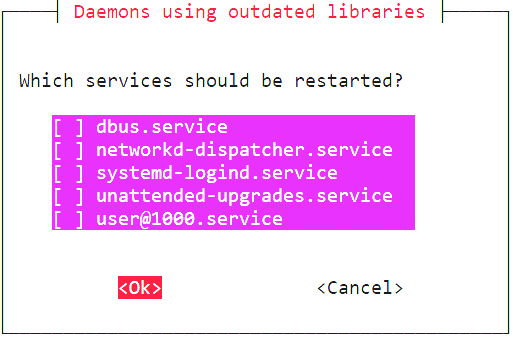 Daemons using outdated libraries
Which services should be restarted?
[ ] dbus.service
[ ] networkd-dispatcher.service
[ ] systemd-logind.service
[ ] unattended-upgrades.service
[ ] user@1000.service
<Ok> <Cancel>